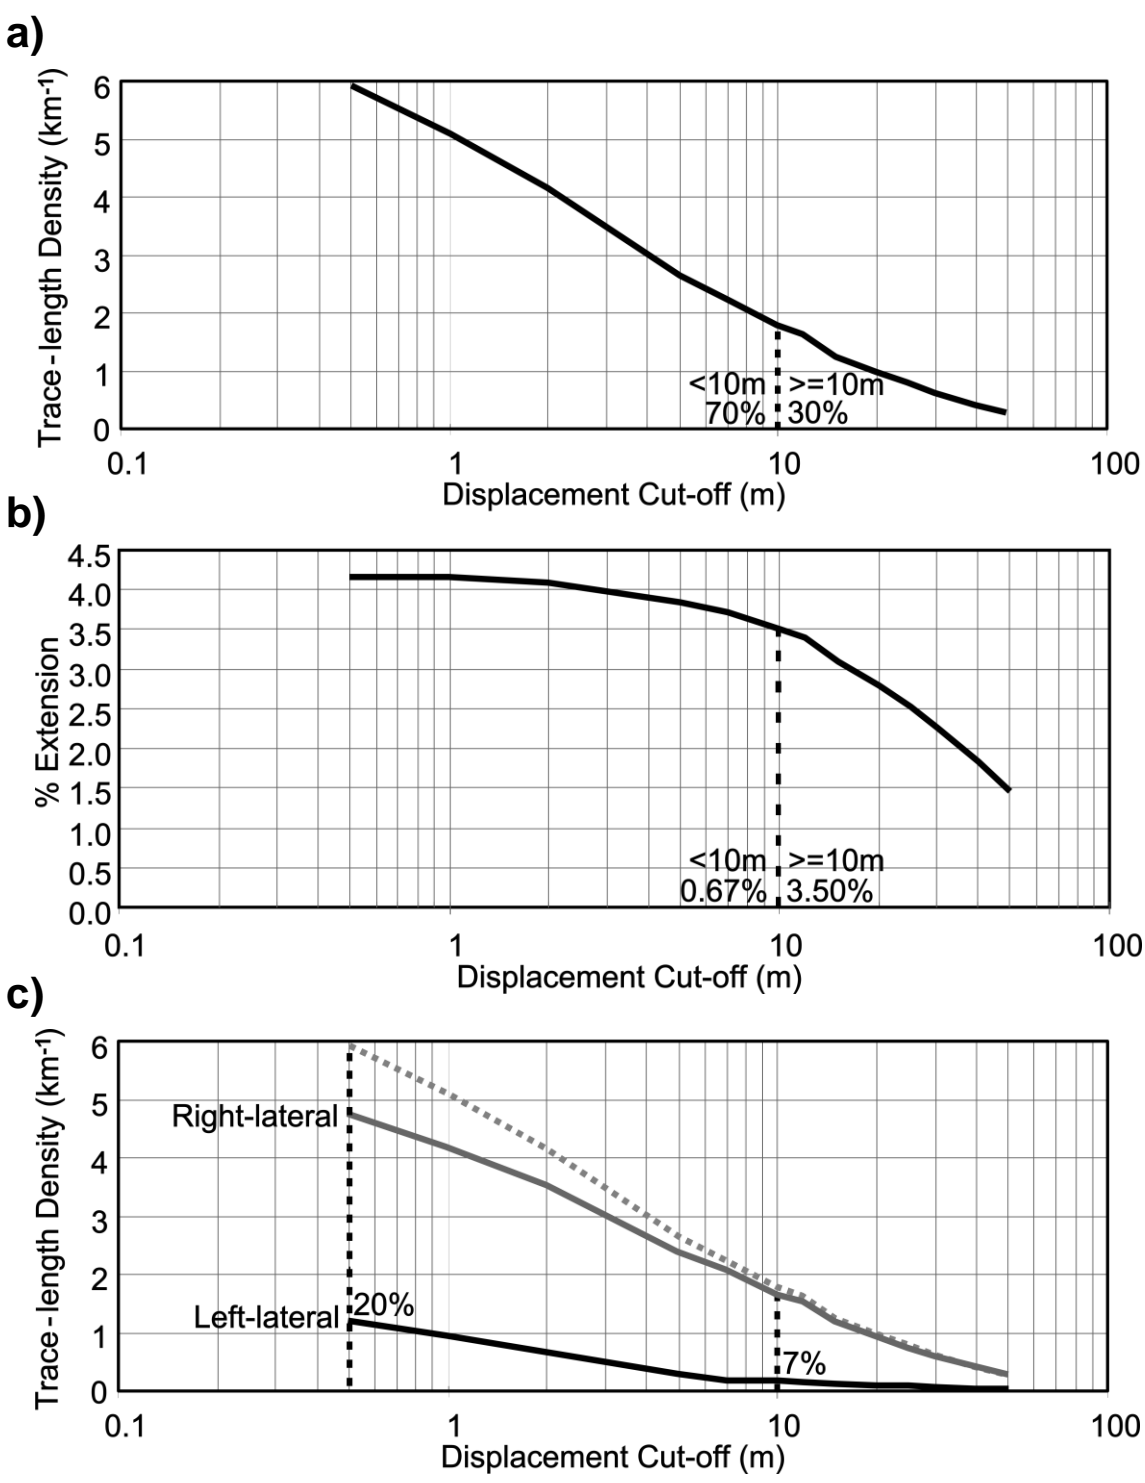 a)
Trace-length Density (km⁻¹)
6
5
4
3
2
1
0
<10m >=10m
70% 30%
0.1 1 10 100
Displacement Cut-off (m)
b)
% Extension
4.5
4.0
3.5
3.0
2.5
2.0
1.5
1.0
0.5
0.0
<10m >=10m
0.67% 3.50%
0.1 1 10 100
Displacement Cut-off (m)
c)
Trace-length Density (km⁻¹)
6
5
4
3
2
1
0
Right-lateral
Left-lateral
20%
7%
0.1 1 10 100
Displacement Cut-off (m)